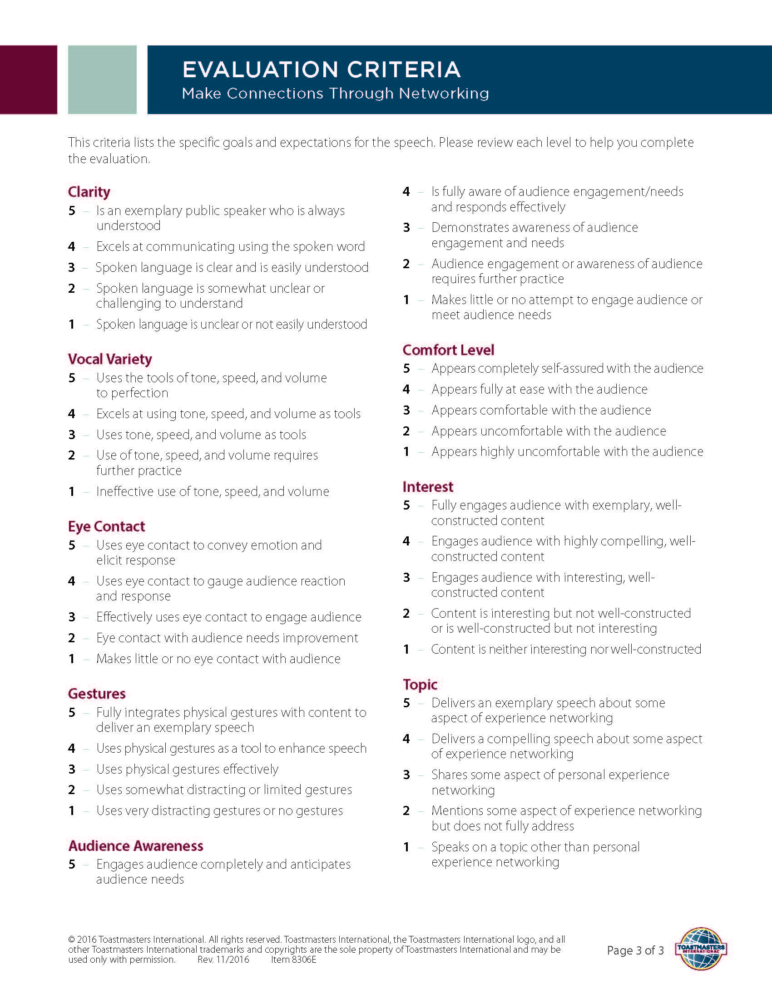 EVALUATION CRITERIA
Make Connections Through Networking
This criteria lists the specific goals and expectations for the speech. Please review each level to help you complete
the evaluation.
Clarity
5 – Is an exemplary public speaker who is always
understood
4 – Excels at communicating using the spoken word
3 – Spoken language is clear and is easily understood
2 – Spoken language is somewhat unclear or
challenging to understand
1 – Spoken language is unclear or not easily understood
Vocal Variety
5 – Uses the tools of tone, speed, and volume
to perfection
4 – Excels at using tone, speed, and volume as tools
3 – Uses tone, speed, and volume as tools
2 – Use of tone, speed, and volume requires
further practice
1 – Ineffective use of tone, speed, and volume
Eye Contact
5 – Uses eye contact to convey emotion and
elicit response
4 – Uses eye contact to gauge audience reaction
and response
3 – Effectively uses eye contact to engage audience
2 – Eye contact with audience needs improvement
1 – Makes little or no eye contact with audience
Gestures
5 – Fully integrates physical gestures with content to
deliver an exemplary speech
4 – Uses physical gestures as a tool to enhance speech
3 – Uses physical gestures effectively
2 – Uses somewhat distracting or limited gestures
1 – Uses very distracting gestures or no gestures
Audience Awareness
5 – Engages audience completely and anticipates
audience needs
4 – Is fully aware of audience engagement/needs
and responds effectively
3 – Demonstrates awareness of audience
engagement and needs
2 – Audience engagement or awareness of audience
requires further practice
1 – Makes little or no attempt to engage audience or
meet audience needs
Comfort Level
5 – Appears completely self-assured with the audience
4 – Appears fully at ease with the audience
3 – Appears comfortable with the audience
2 – Appears uncomfortable with the audience
1 – Appears highly uncomfortable with the audience
Interest
5 – Fully engages audience with exemplary, well-
constructed content
4 – Engages audience with highly compelling, well-
constructed content
3 – Engages audience with interesting, well-
constructed content
2 – Content is interesting but not well-constructed
or is well-constructed but not interesting
1 – Content is neither interesting nor well-constructed
Topic
5 – Delivers an exemplary speech about some
aspect of experience networking
4 – Delivers a compelling speech about some aspect
of experience networking
3 – Shares some aspect of personal experience
networking
2 – Mentions some aspect of experience networking
but does not fully address
1 – Speaks on a topic other than personal
experience networking
© 2016 Toastmasters International. All rights reserved. Toastmasters International, the Toastmasters International logo, and all
other Toastmasters International trademarks and copyrights are the sole property of Toastmasters International and may be
used only with permission. Rev. 11/2016 Item 8306E
Page 3 of 3
TOASTMASTERS
INTERNATIONAL